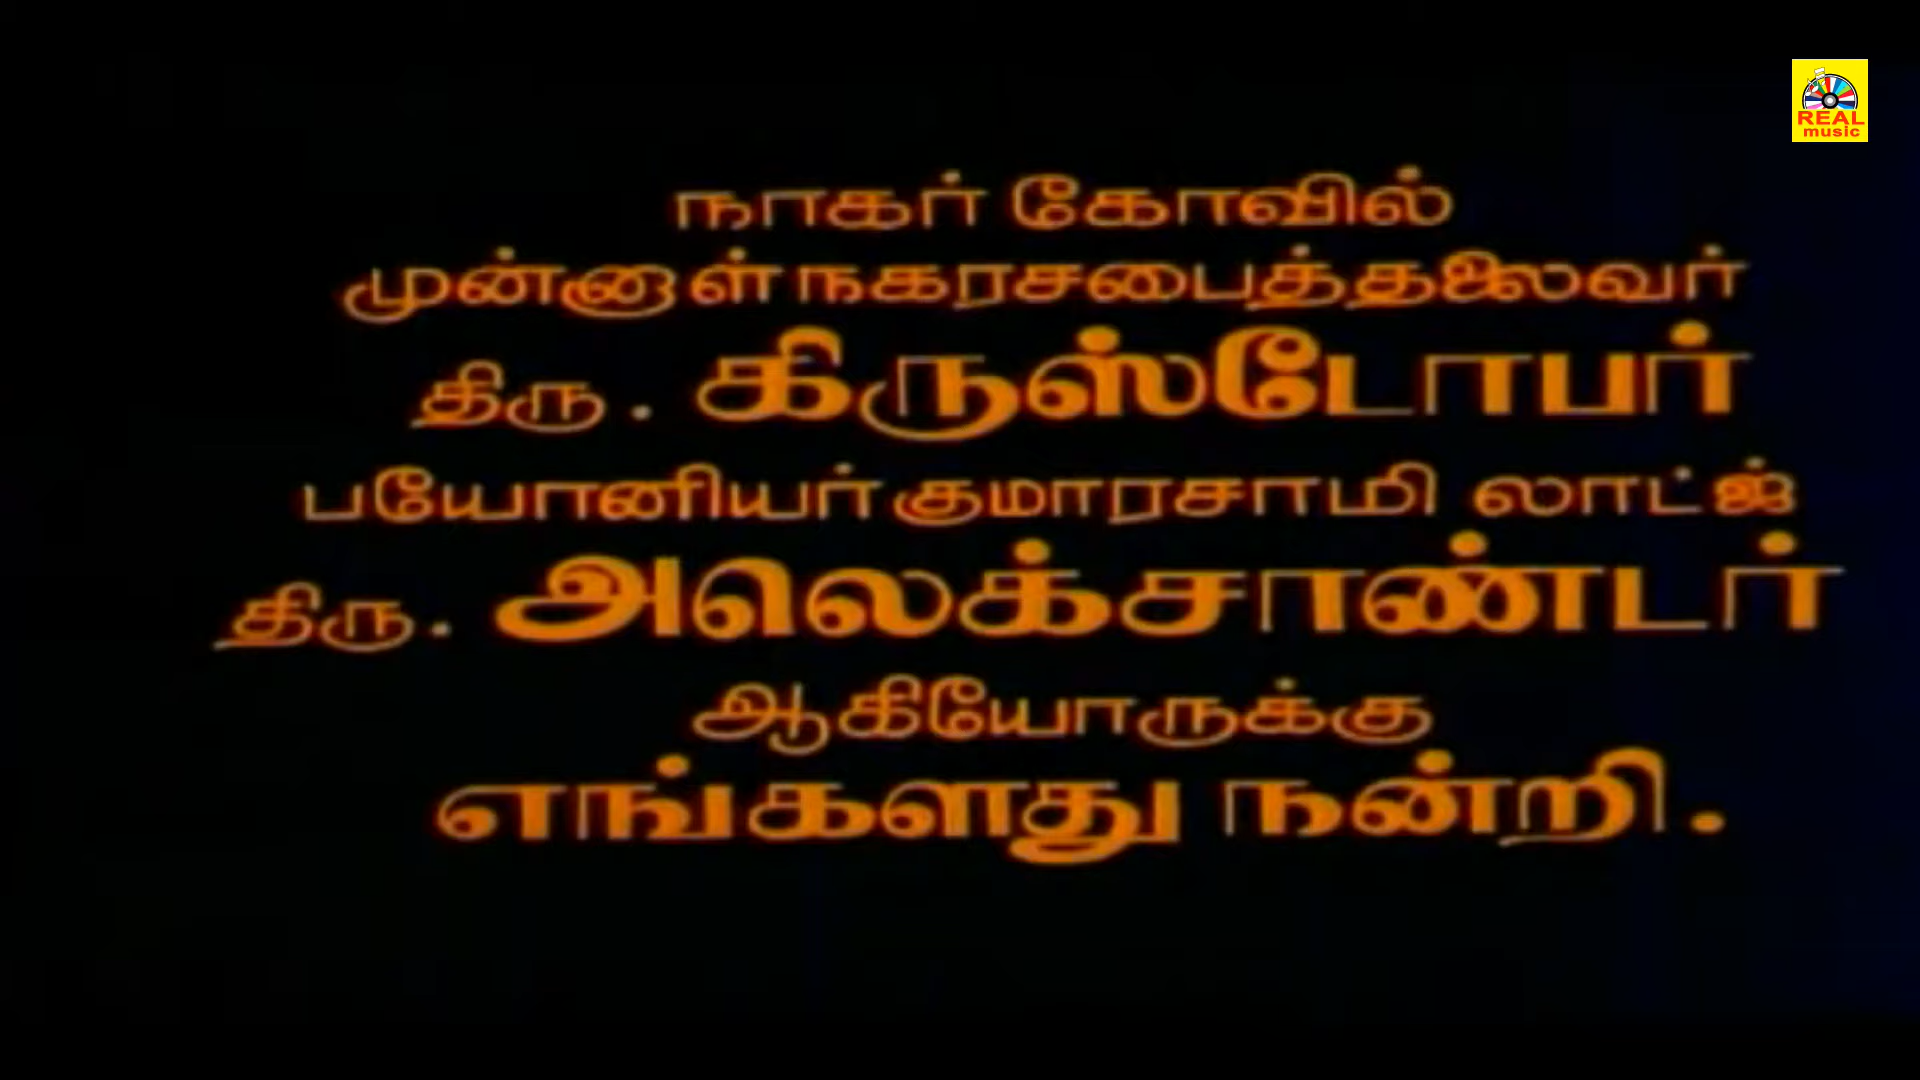 REAL
music
நாகர் கோவில்
முன்னாள் நகரசபைத்தலைவர்
திரு. கிருஸ்டோபர்
பயோனியர் குமாரசாமி லாட்ஜ்
திரு. அலெக்சாண்டர்
ஆகியோருக்கு
எங்களது நன்றி.